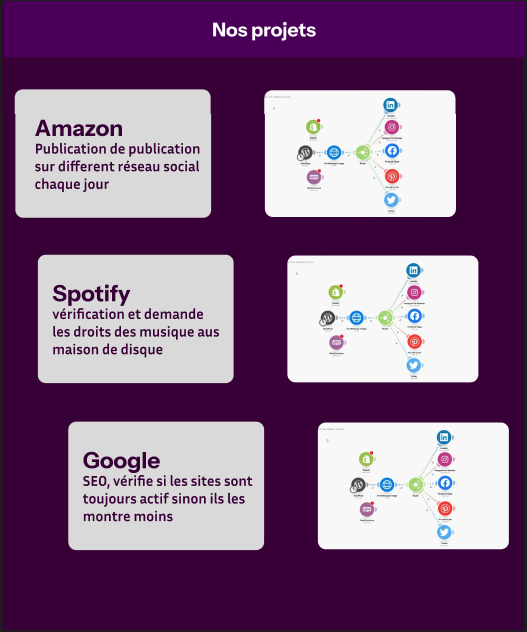 Nos projets
Amazon
Publication de publication
sur different réseau social
chaque jour
Spotify
vérification et demande
les droits des musique aus
maison de disque
Google
SEO, vérifie si les sites sont
toujours actif sinon ils les
montre moins